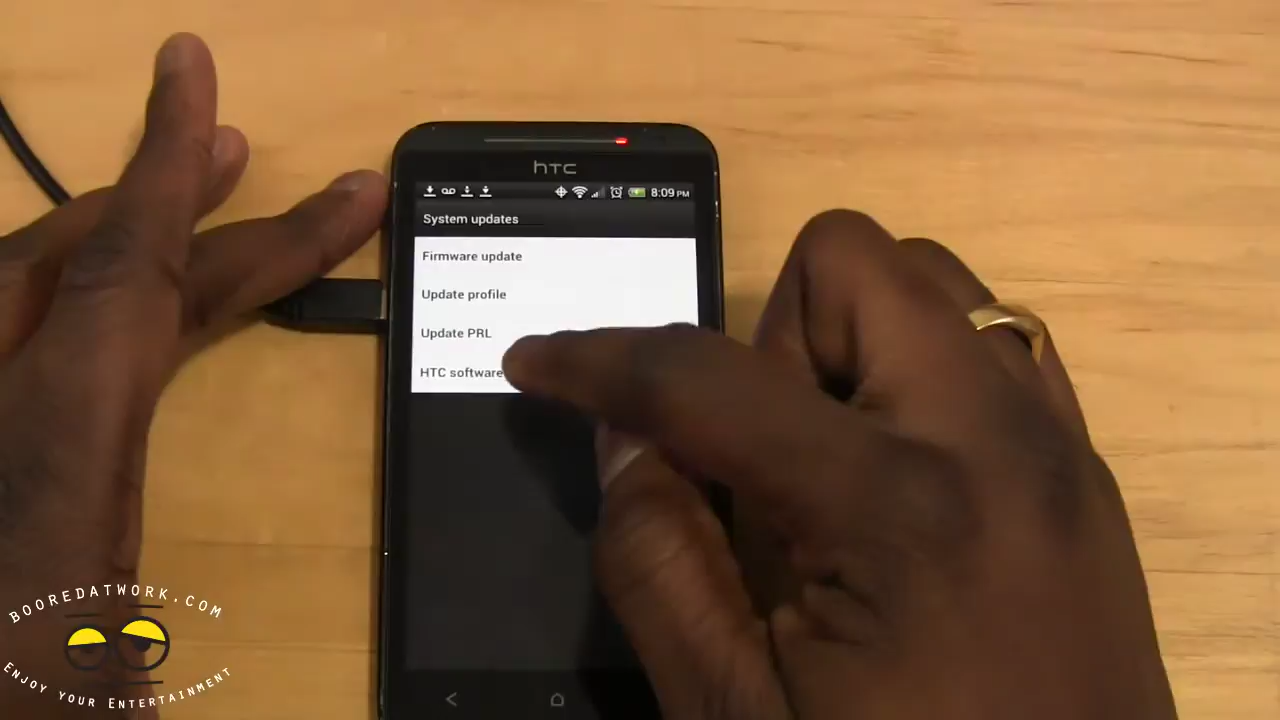 hTC
8:09 PM
System updates
Firmware update
Update profile
Update PRL
HTC software
BOOREDATWORK.COM
ENJOY YOUR ENTERTAINMENT